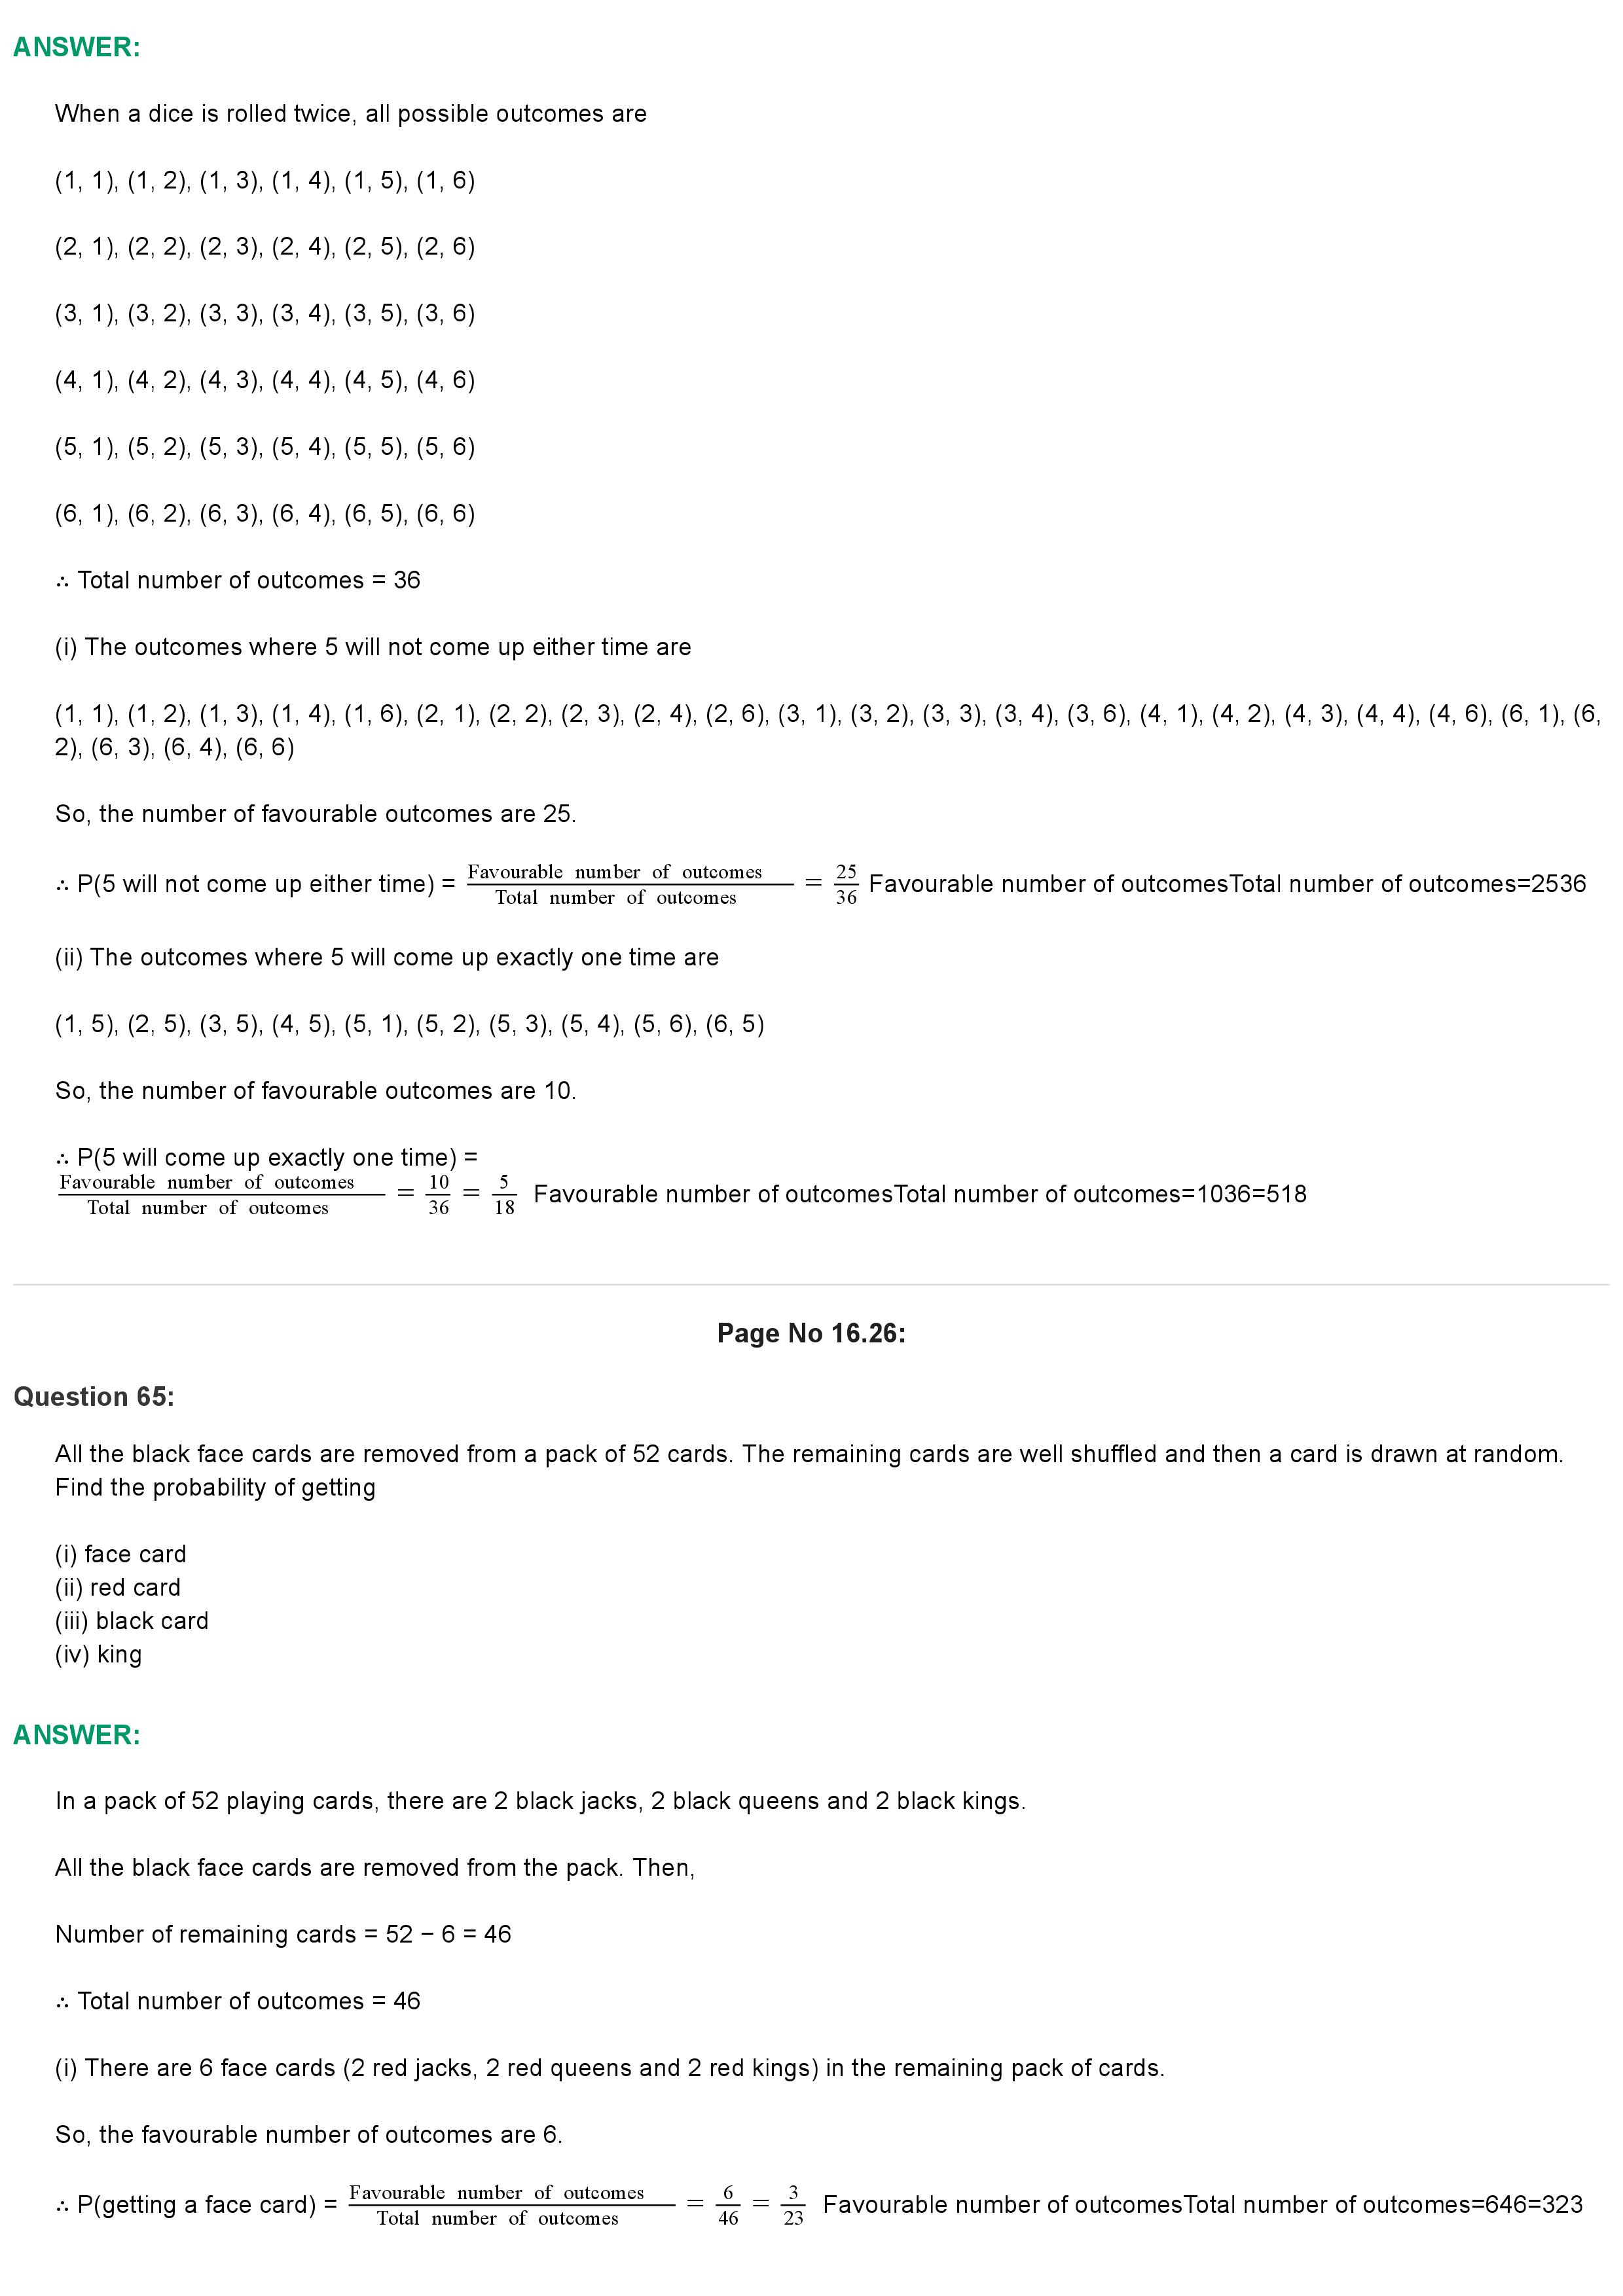 ANSWER:
When a dice is rolled twice, all possible outcomes are
(1, 1), (1, 2), (1, 3), (1, 4), (1, 5), (1, 6)
(2, 1), (2, 2), (2, 3), (2, 4), (2, 5), (2, 6)
(3, 1), (3, 2), (3, 3), (3, 4), (3, 5), (3, 6)
(4, 1), (4, 2), (4, 3), (4, 4), (4, 5), (4, 6)
(5, 1), (5, 2), (5, 3), (5, 4), (5, 5), (5, 6)
(6, 1), (6, 2), (6, 3), (6, 4), (6, 5), (6, 6)
∴ Total number of outcomes = 36
(i) The outcomes where 5 will not come up either time are
(1, 1), (1, 2), (1, 3), (1, 4), (1, 6), (2, 1), (2, 2), (2, 3), (2, 4), (2, 6), (3, 1), (3, 2), (3, 3), (3, 4), (3, 6), (4, 1), (4, 2), (4, 3), (4, 4), (4, 6), (6, 1), (6,
2), (6, 3), (6, 4), (6, 6)
So, the number of favourable outcomes are 25.
∴ P(5 will not come up either time) = Favourable number of outcomes / Total number of outcomes = 25/36 Favourable number of outcomesTotal number of outcomes=2536
(ii) The outcomes where 5 will come up exactly one time are
(1, 5), (2, 5), (3, 5), (4, 5), (5, 1), (5, 2), (5, 3), (5, 4), (5, 6), (6, 5)
So, the number of favourable outcomes are 10.
∴ P(5 will come up exactly one time) =
Favourable number of outcomes / Total number of outcomes = 10/36 = 5/18 Favourable number of outcomesTotal number of outcomes=1036=518
Page No 16.26:
Question 65:
All the black face cards are removed from a pack of 52 cards. The remaining cards are well shuffled and then a card is drawn at random.
Find the probability of getting
(i) face card
(ii) red card
(iii) black card
(iv) king
ANSWER:
In a pack of 52 playing cards, there are 2 black jacks, 2 black queens and 2 black kings.
All the black face cards are removed from the pack. Then,
Number of remaining cards = 52 − 6 = 46
∴ Total number of outcomes = 46
(i) There are 6 face cards (2 red jacks, 2 red queens and 2 red kings) in the remaining pack of cards.
So, the favourable number of outcomes are 6.
∴ P(getting a face card) = Favourable number of outcomes / Total number of outcomes = 6/46 = 3/23 Favourable number of outcomesTotal number of outcomes=646=323